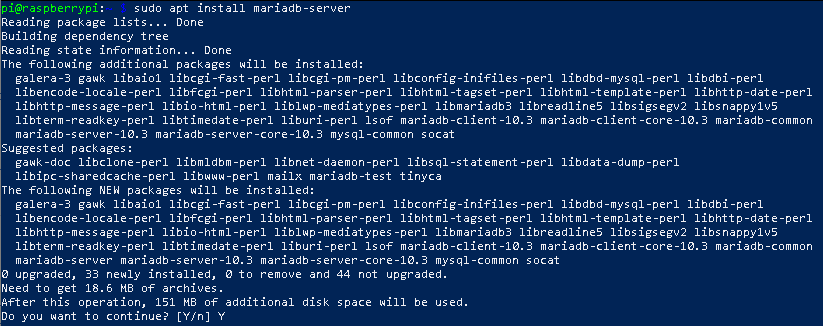 pi@raspberrypi:~ $ sudo apt install mariadb-server
Reading package lists... Done
Building dependency tree
Reading state information... Done
The following additional packages will be installed:
galera-3 gawk libaio1 libcgi-fast-perl libcgi-pm-perl libconfig-inifiles-perl libdbd-mysql-perl libdbi-perl
libencode-locale-perl libfcgi-perl libhtml-parser-perl libhtml-tagset-perl libhtml-template-perl libhttp-date-perl
libhttp-message-perl libio-html-perl liblwp-mediatypes-perl libmariadb3 libreadline5 libsigsegv2 libsnappy1v5
libterm-readkey-perl libtimedate-perl liburi-perl lsof mariadb-client-10.3 mariadb-client-core-10.3 mariadb-common
mariadb-server-10.3 mariadb-server-core-10.3 mysql-common socat
Suggested packages:
gawk-doc libclone-perl libmldbm-perl libnet-daemon-perl libsql-statement-perl libdata-dump-perl
libipc-sharedcache-perl libwww-perl mailx mariadb-test tinyca
The following NEW packages will be installed:
galera-3 gawk libaio1 libcgi-fast-perl libcgi-pm-perl libconfig-inifiles-perl libdbd-mysql-perl libdbi-perl
libencode-locale-perl libfcgi-perl libhtml-parser-perl libhtml-tagset-perl libhtml-template-perl libhttp-date-perl
libhttp-message-perl libio-html-perl liblwp-mediatypes-perl libmariadb3 libreadline5 libsigsegv2 libsnappy1v5
libterm-readkey-perl libtimedate-perl liburi-perl lsof mariadb-client-10.3 mariadb-client-core-10.3 mariadb-common
mariadb-server mariadb-server-10.3 mariadb-server-core-10.3 mysql-common socat
0 upgraded, 33 newly installed, 0 to remove and 44 not upgraded.
Need to get 18.6 MB of archives.
After this operation, 151 MB of additional disk space will be used.
Do you want to continue? [Y/n] Y